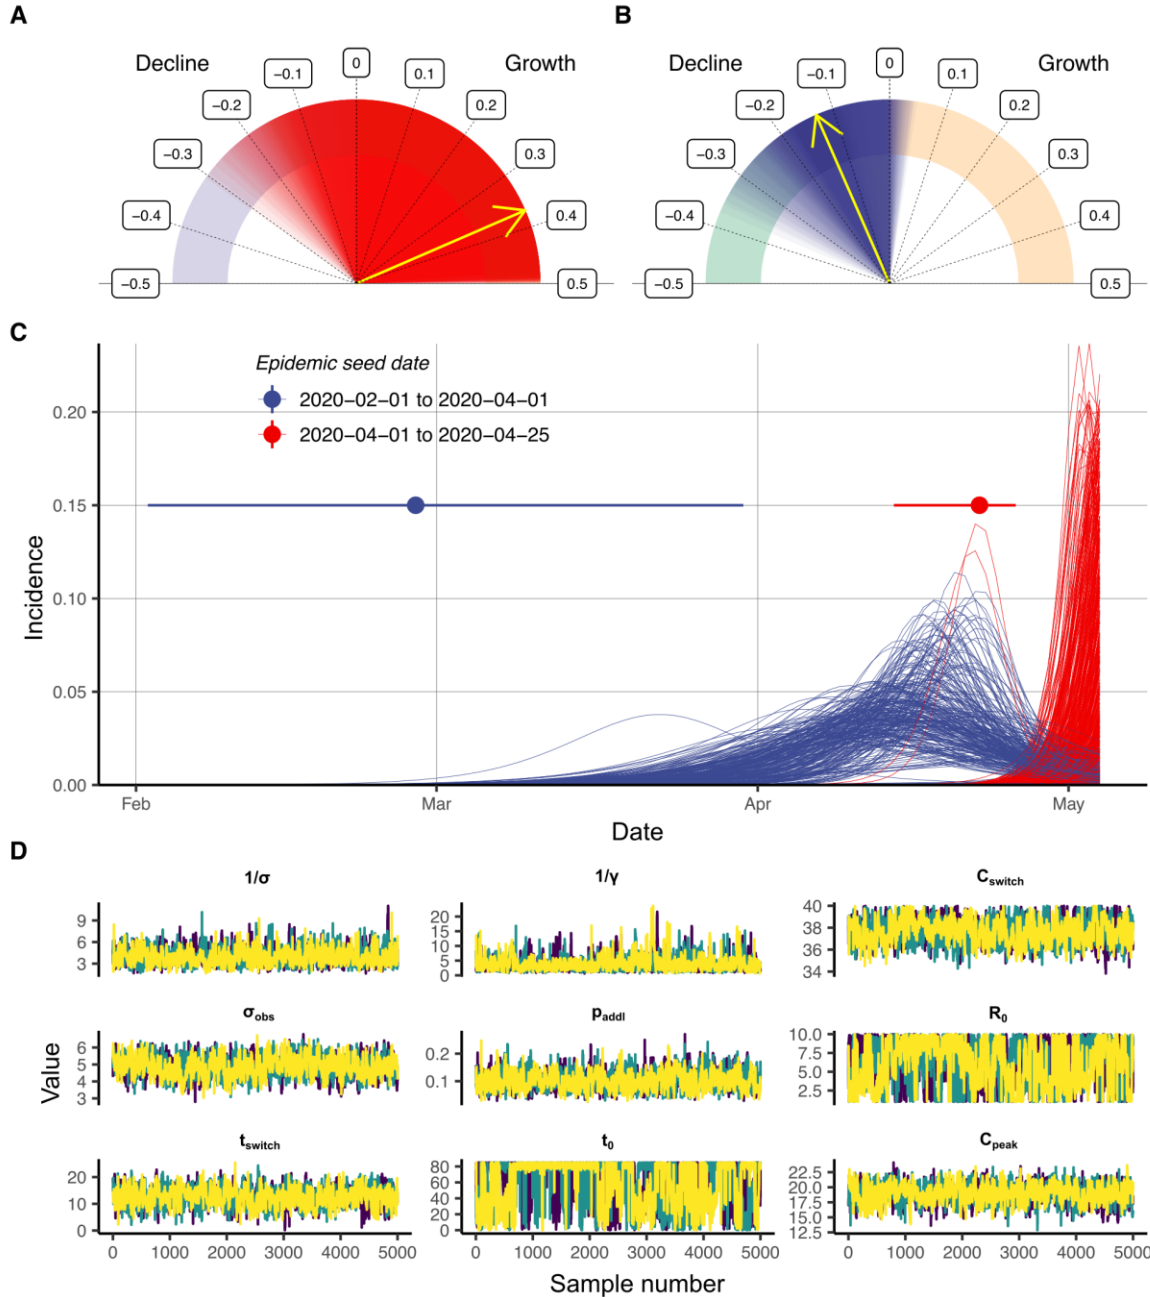 A
B
Decline
Growth
−0.5
−0.4
−0.3
−0.2
−0.1
0
0.1
0.2
0.3
0.4
0.5
Decline
Growth
−0.5
−0.4
−0.3
−0.2
−0.1
0
0.1
0.2
0.3
0.4
0.5
C
Epidemic seed date
2020−02−01 to 2020−04−01
2020−04−01 to 2020−04−25
Incidence
0.20
0.15
0.10
0.05
0.00
Feb
Mar
Apr
May
Date
D
Value
1/σ
9
6
3
1/γ
20
15
10
5
0
Cswitch
40
38
36
34
σobs
6
5
4
3
paddl
0.2
0.1
R0
10.0
7.5
5.0
2.5
tswitch
20
10
0
t0
80
60
40
20
0
Cpeak
22.5
20.0
17.5
15.0
12.5
0 1000 2000 3000 4000 5000
0 1000 2000 3000 4000 5000
0 1000 2000 3000 4000 5000
Sample number